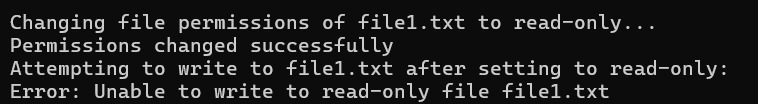 Changing file permissions of file1.txt to read-only...
Permissions changed successfully
Attempting to write to file1.txt after setting to read-only:
Error: Unable to write to read-only file file1.txt